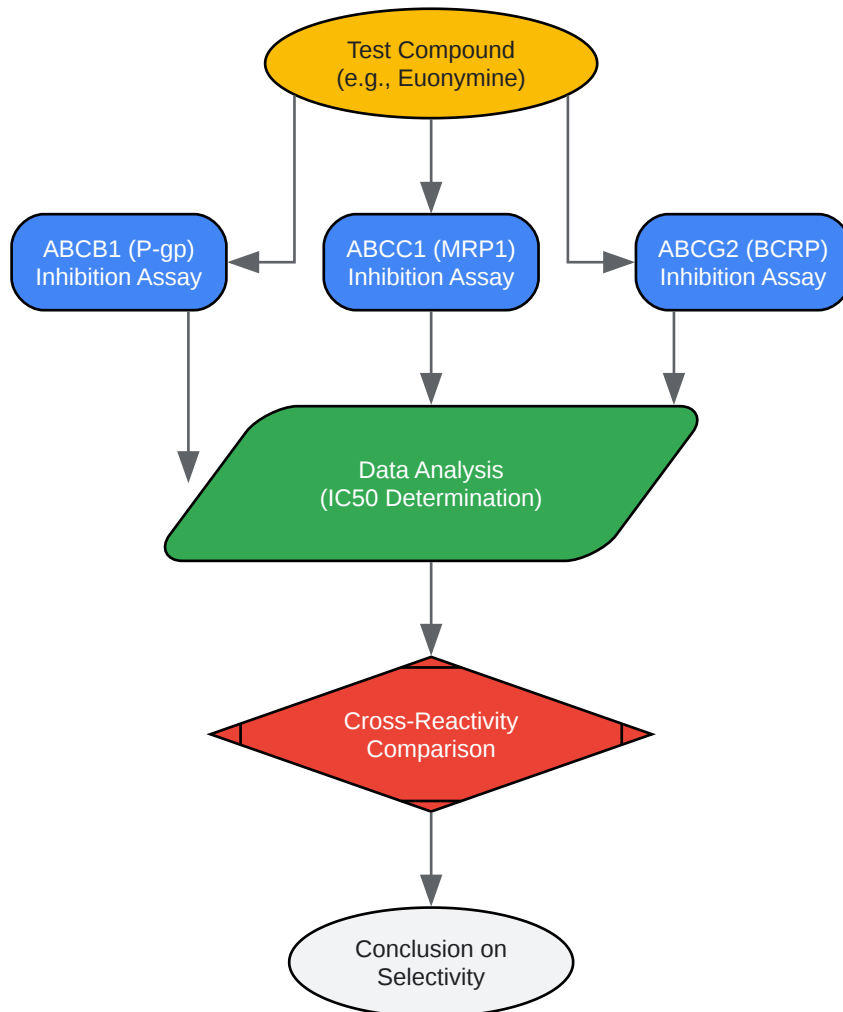 Test Compound
(e.g., Euonymine)
ABCB1 (P-gp)
Inhibition Assay
ABCC1 (MRP1)
Inhibition Assay
ABCG2 (BCRP)
Inhibition Assay
Data Analysis
(IC50 Determination)
Cross-Reactivity
Comparison
Conclusion on
Selectivity